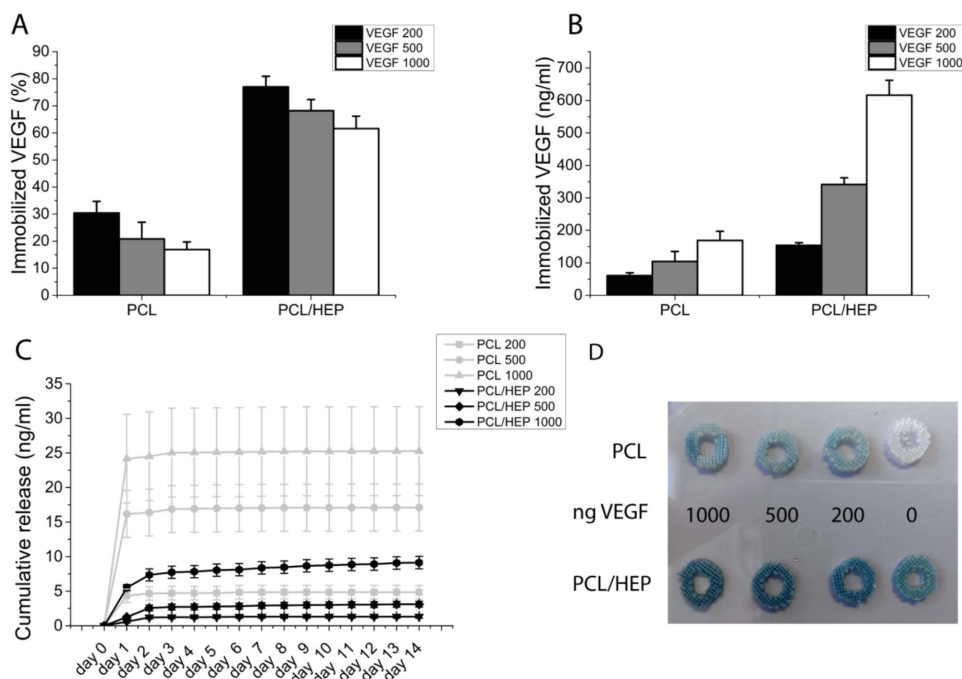 A
B
VEGF 200
VEGF 500
VEGF 1000
VEGF 200
VEGF 500
VEGF 1000
Immobilized VEGF (%)
90
80
70
60
50
40
30
20
10
0
PCL
PCL/HEP
Immobilized VEGF (ng/ml)
700
600
500
400
300
200
100
0
PCL
PCL/HEP
C
PCL 200
PCL 500
PCL 1000
PCL/HEP 200
PCL/HEP 500
PCL/HEP 1000
Cumulative release (ng/ml)
35
30
25
20
15
10
5
0
day 0
day 1
day 2
day 3
day 4
day 5
day 6
day 7
day 8
day 9
day 10
day 11
day 12
day 13
day 14
D
PCL
ng VEGF
1000 500 200 0
PCL/HEP